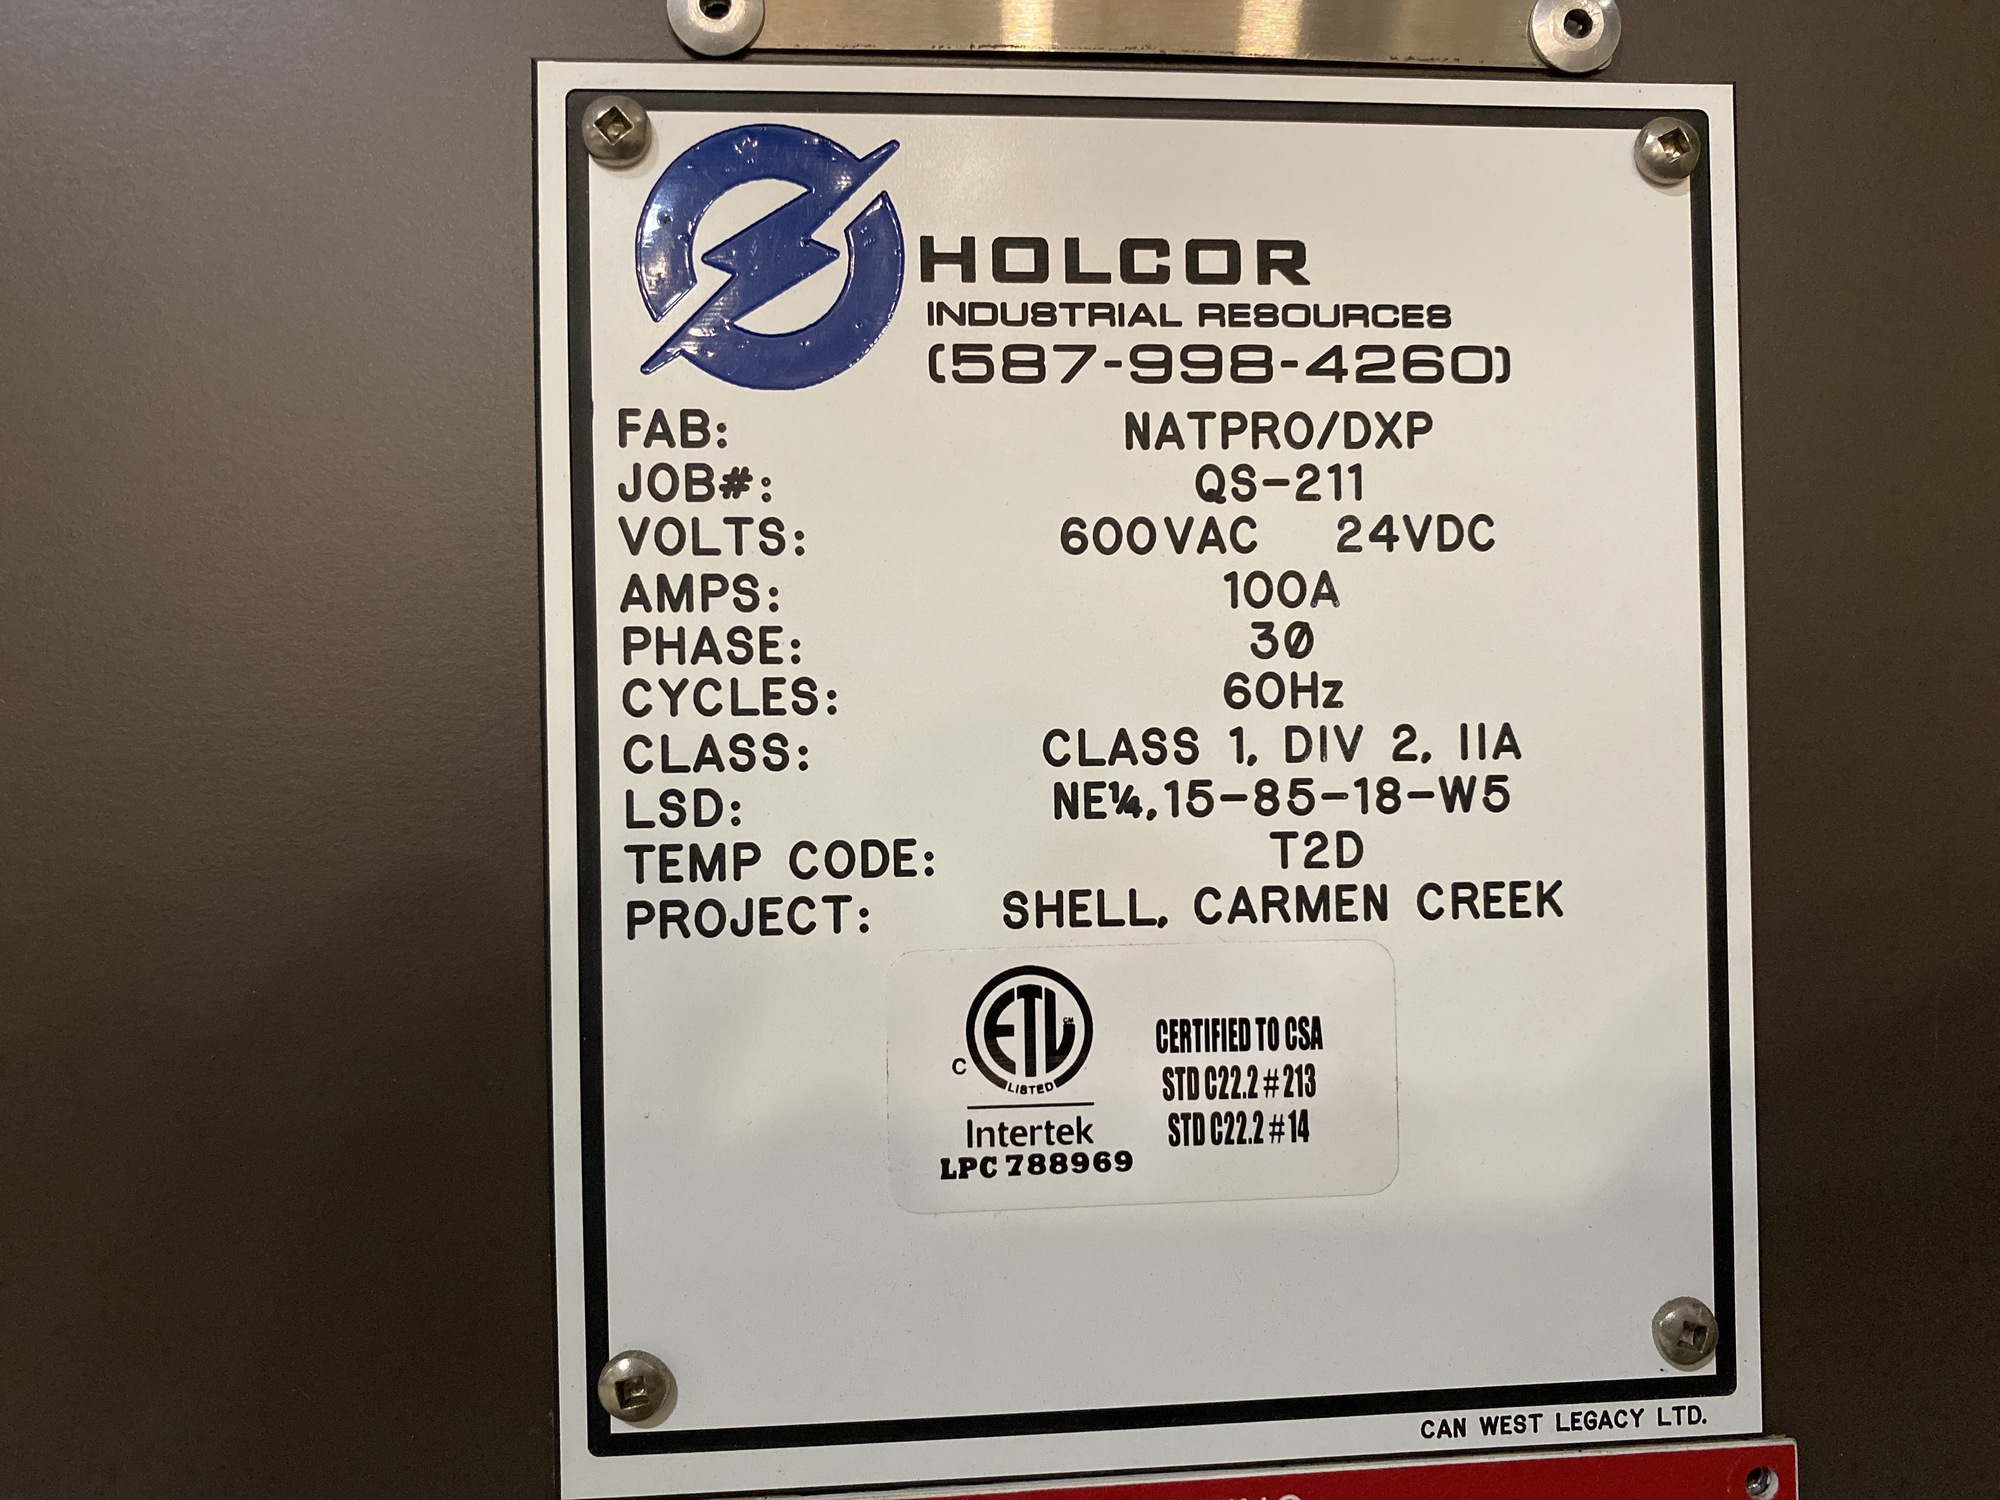 HOLCOR
INDUSTRIAL RESOURCES
(587-998-4260)
FAB: NATPRO/DXP
JOB#: QS-211
VOLTS: 600VAC 24VDC
AMPS: 100A
PHASE: 3Ø
CYCLES: 60Hz
CLASS: CLASS 1, DIV 2, IIA
LSD: NE¼,15-85-18-W5
TEMP CODE: T2D
PROJECT: SHELL, CARMEN CREEK
ETL CM
C
LISTED
Intertek
LPC 788969
CERTIFIED TO CSA
STD C22.2 # 213
STD C22.2 # 14
CAN WEST LEGACY LTD.